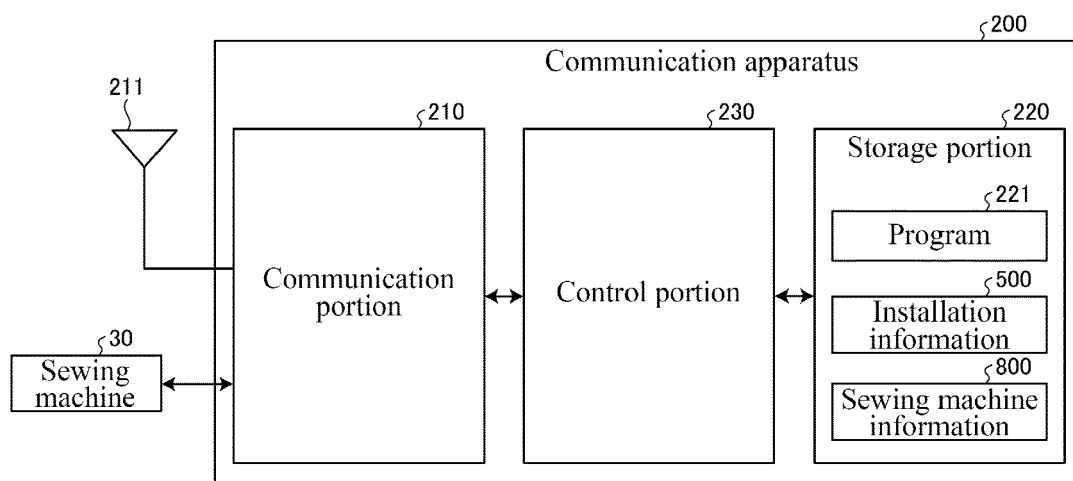 200
Communication apparatus
211
210
230
220
Storage portion
221
Program
Communication
portion
Control portion
500
Installation
information
30
Sewing
machine
800
Sewing machine
information